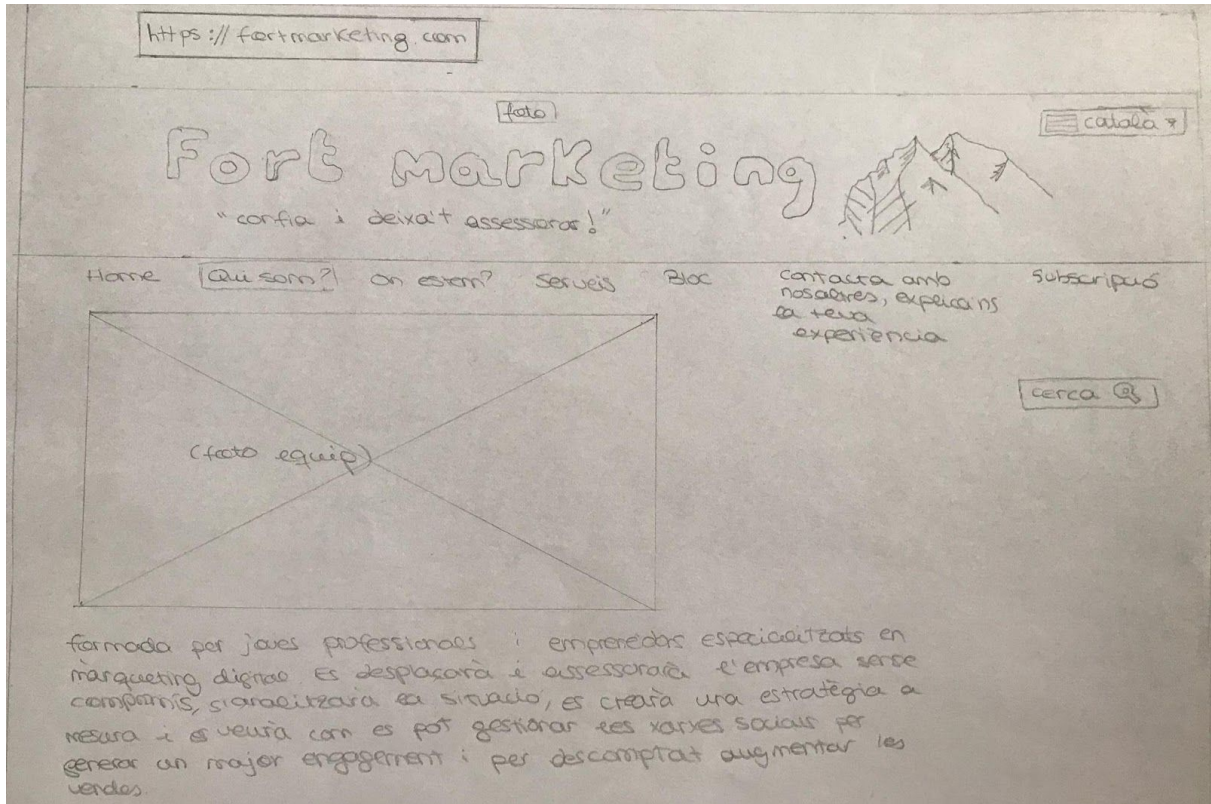 https://fortmarketing.com
foto
català
Fort marketing
"confia i deixa't assessorar!"
Home Qui som? On estem? Serveis Bloc Contacta amb Subscripció
nosaltres, explica'ns
la teva
experiència
cerca
(foto equip)
formada per joves professionals i emprenedors especialitzats en
màrqueting digital. Es desplaçarà i assessorarà l'empresa sense
compromís, s'analitzarà la situació, es crearà una estratègia a
mesura i es veurà com es pot gestionar les xarxes socials per
generar un major engagement i per descomptat augmentar les
vendes.